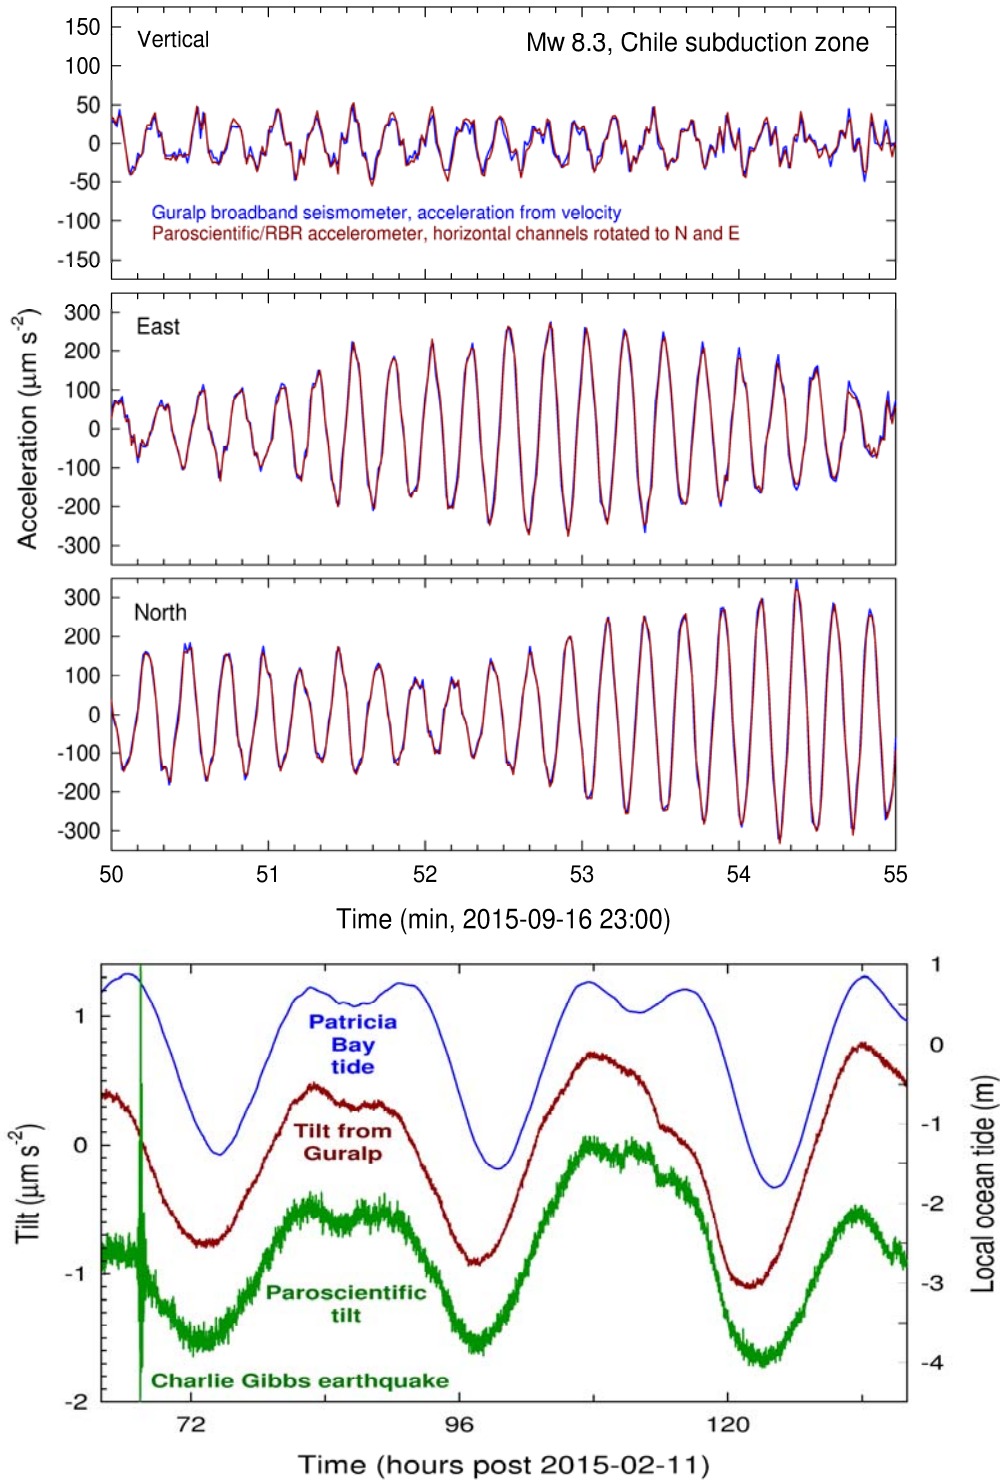 150
Vertical
Mw 8.3, Chile subduction zone
100
50
0
-50
Guralp broadband seismometer, acceleration from velocity
-100
Paroscientific/RBR accelerometer, horizontal channels rotated to N and E
-150
Acceleration (μm s-2)
300
East
200
100
0
-100
-200
-300
300
North
200
100
0
-100
-200
-300
50 51 52 53 54 55
Time (min, 2015-09-16 23:00)
Tilt (μm s-2)
1
0
-1
-2
Patricia
Bay
tide
Tilt from
Guralp
Paroscientific
tilt
Charlie Gibbs earthquake
1
0
-1
-2
-3
-4
Local ocean tide (m)
72 96 120
Time (hours post 2015-02-11)